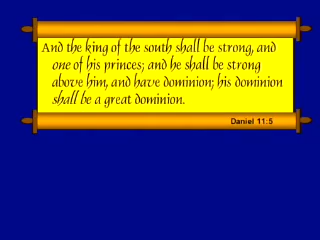 And the king of the south shall be strong, and
one of his princes; and he shall be strong
above him, and have dominion; his dominion
shall be a great dominion.
Daniel 11:5